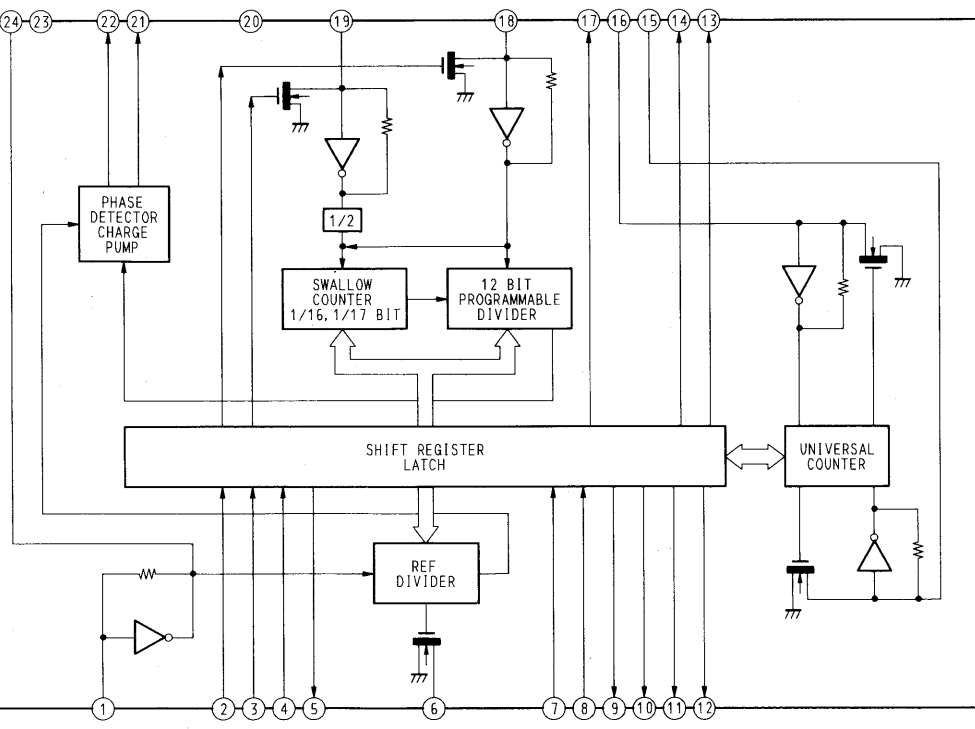 24 23 22 21 20 19 18 17 16 15 14 13
PHASE
DETECTOR
CHARGE
PUMP
1/2
SWALLOW
COUNTER
1/16, 1/17 BIT
12 BIT
PROGRAMMABLE
DIVIDER
SHIFT REGISTER
LATCH
UNIVERSAL
COUNTER
REF
DIVIDER
1 2 3 4 5 6 7 8 9 10 11 12